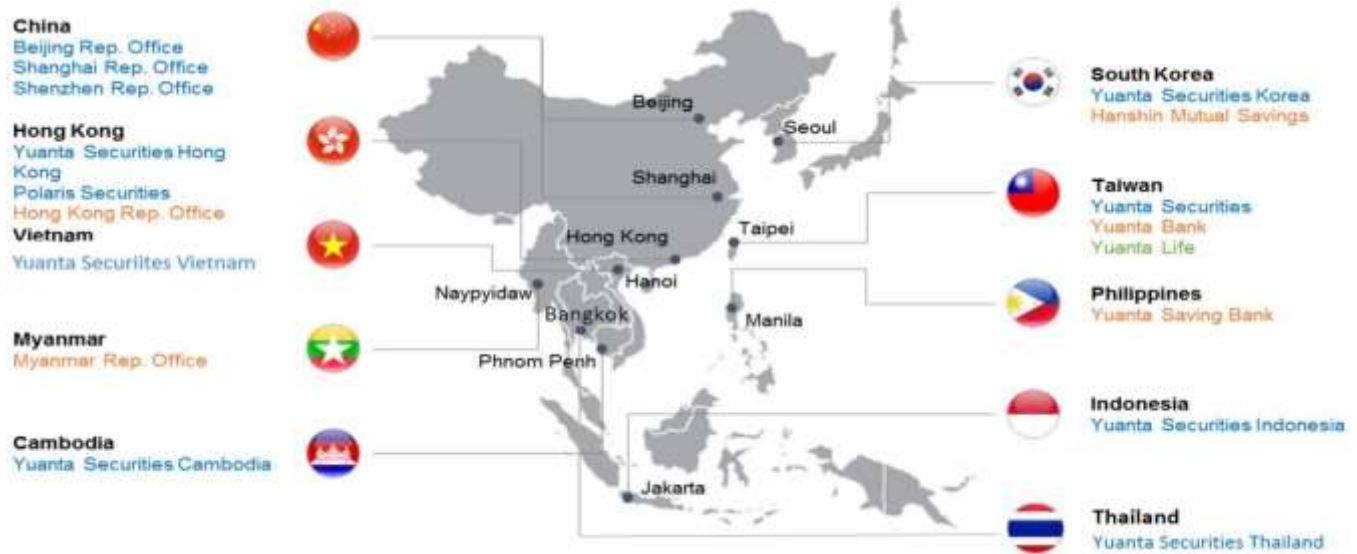 China
Beijing Rep. Office
Shanghai Rep. Office
Shenzhen Rep. Office
Hong Kong
Yuanta Securities Hong
Kong
Polaris Securities
Hong Kong Rep. Office
Vietnam
Yuanta Securiites Vietnam
Myanmar
Myanmar Rep. Office
Cambodia
Yuanta Securities Cambodia
Beijing
Seoul
Shanghai
Taipei
Hong Kong
Hanoi
Naypyidaw
Bangkok
Manila
Phnom Penh
Jakarta
South Korea
Yuanta Securities Korea
Hanshin Mutual Savings
Taiwan
Yuanta Securities
Yuanta Bank
Yuanta Life
Philippines
Yuanta Saving Bank
Indonesia
Yuanta Securities Indonesia
Thailand
Yuanta Securities Thailand